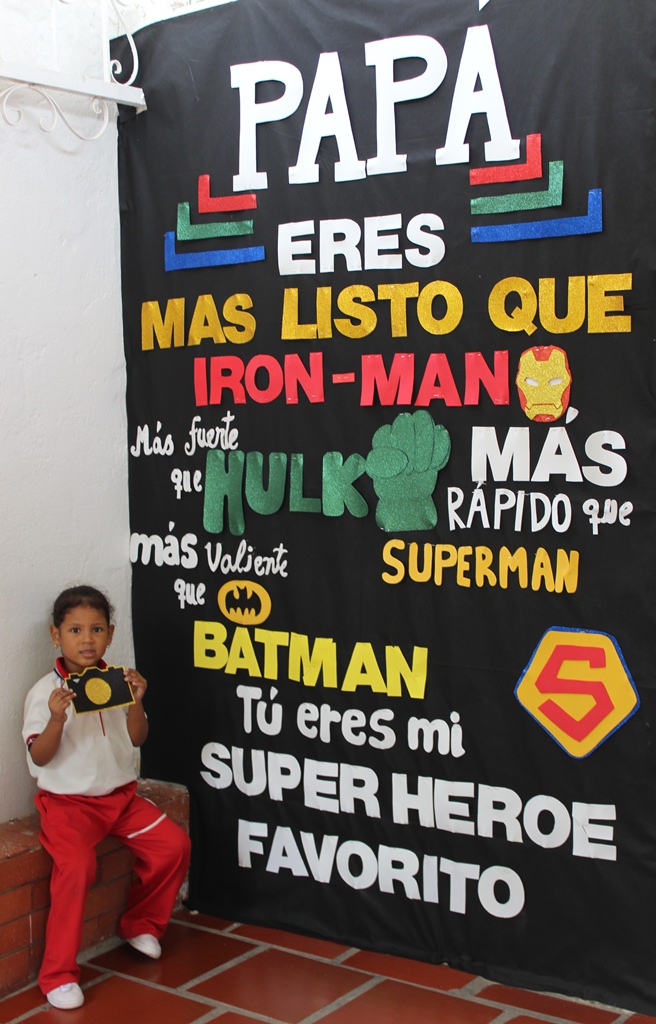 PAPÁ
ERES
MAS LISTO QUE
IRON-MAN
Más fuerte
que
HULK
MÁS
RÁPIDO que
más valiente
que
SUPERMAN
BATMAN
Tú eres mi
SUPER HEROE
FAVORITO